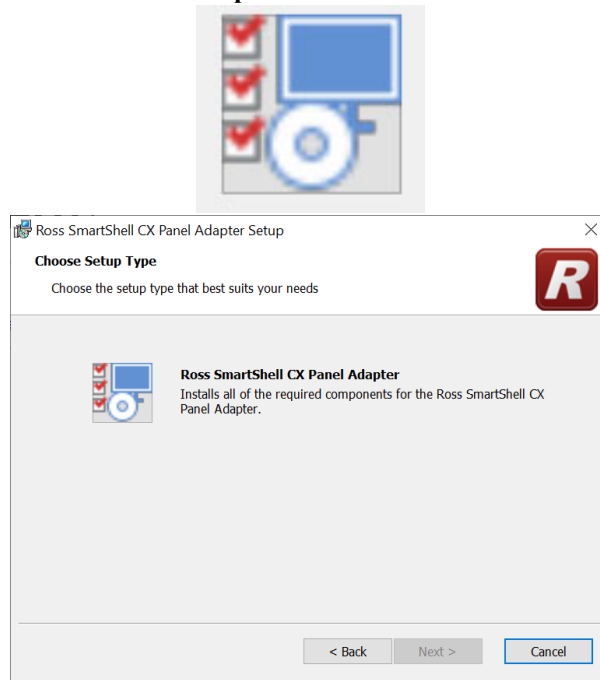 Ross SmartShell CX Panel Adapter Setup
Choose Setup Type
Choose the setup type that best suits your needs
R
Ross SmartShell CX Panel Adapter
Installs all of the required components for the Ross SmartShell CX
Panel Adapter.
< Back Next > Cancel